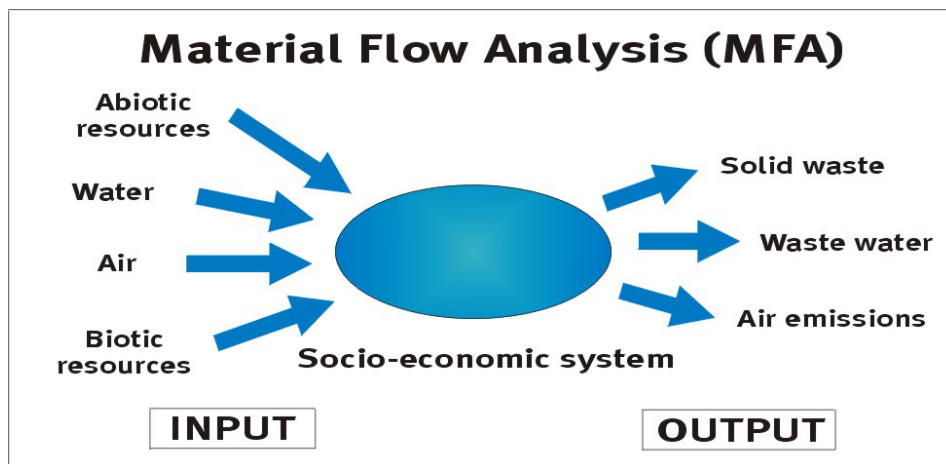 Material Flow Analysis (MFA)
Abiotic
resources
Water
Air
Biotic
resources
Solid waste
Waste water
Air emissions
Socio-economic system
INPUT
OUTPUT